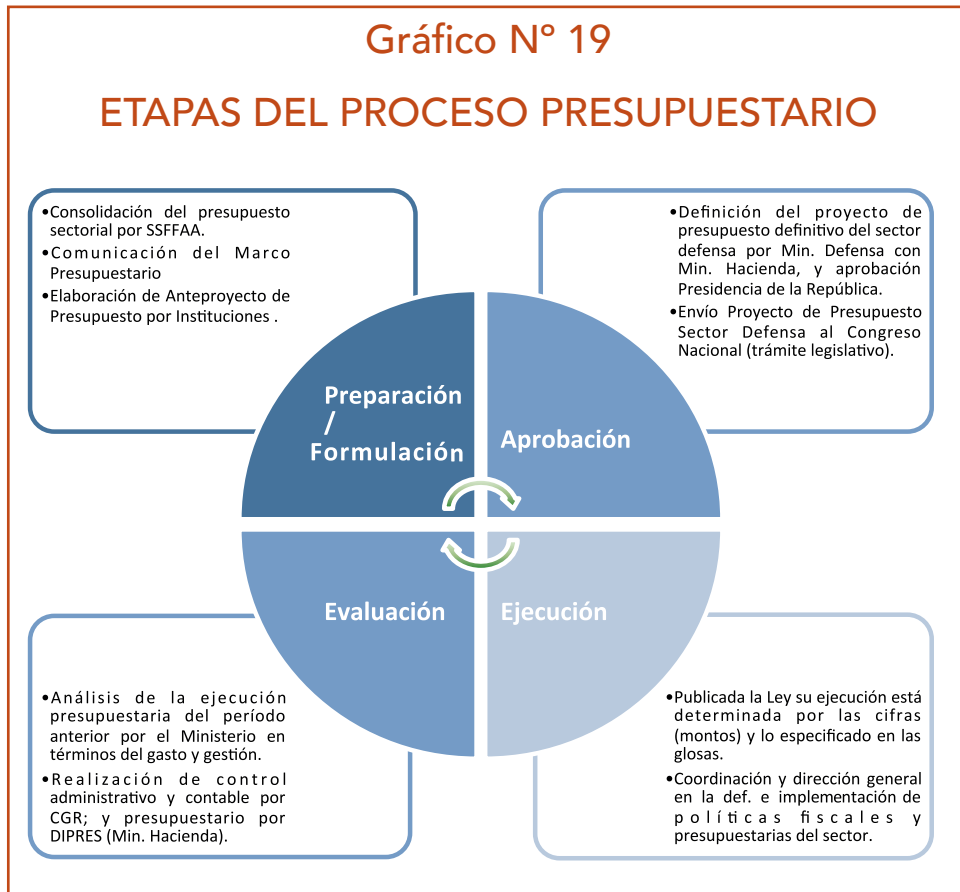 Gráfico N° 19
ETAPAS DEL PROCESO PRESUPUESTARIO
•Consolidación del presupuesto
sectorial por SSFFAA.
•Comunicación del Marco
Presupuestario
•Elaboración de Anteproyecto de
Presupuesto por Instituciones .
•Definición del proyecto de
presupuesto definitivo del sector
defensa por Min. Defensa con
Min. Hacienda, y aprobación
Presidencia de la República.
•Envío Proyecto de Presupuesto
Sector Defensa al Congreso
Nacional (trámite legislativo).
Preparación
/
Formulación
Aprobación
Evaluación
Ejecución
•Análisis de la ejecución
presupuestaria del período
anterior por el Ministerio en
términos del gasto y gestión.
•Realización de control
administrativo y contable por
CGR; y presupuestario por
DIPRES (Min. Hacienda).
•Publicada la Ley su ejecución está
determinada por las cifras
(montos) y lo especificado en las
glosas.
•Coordinación y dirección general
en la def. e implementación de
políticas fiscales y
presupuestarias del sector.